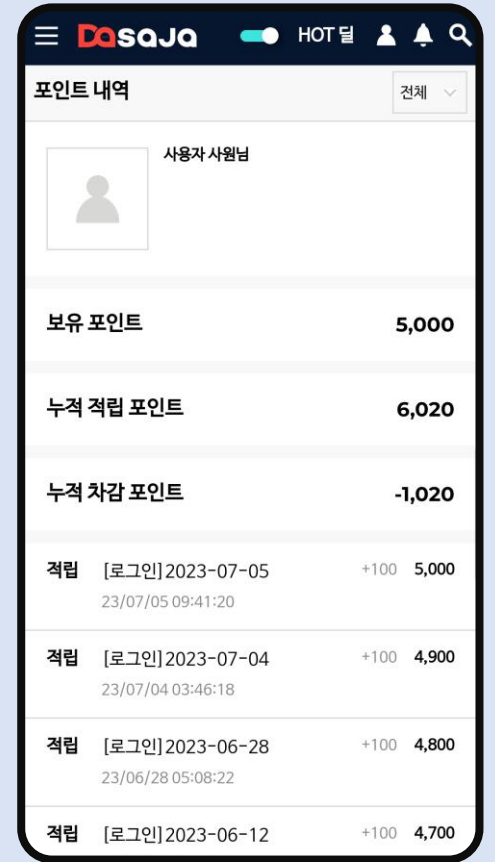 DasaJa HOT 딜
포인트 내역 전체
사용자 사원님
보유 포인트 5,000
누적 적립 포인트 6,020
누적 차감 포인트 -1,020
적립 [로그인]2023-07-05 +100 5,000
23/07/05 09:41:20
적립 [로그인]2023-07-04 +100 4,900
23/07/04 03:46:18
적립 [로그인]2023-06-28 +100 4,800
23/06/28 05:08:22
적립 [로그인]2023-06-12 +100 4,700